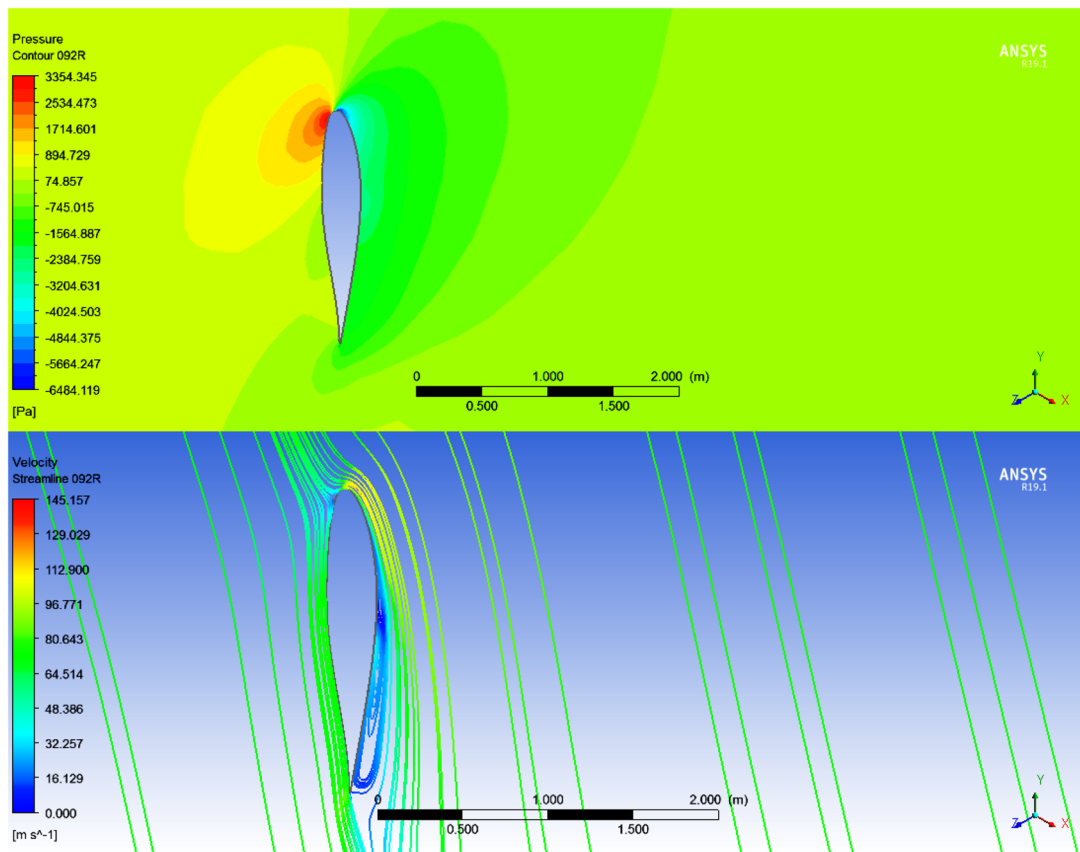 Pressure
Contour 092R
ANSYS
R19.1
3354.345
2534.473
1714.601
894.729
74.857
-745.015
-1564.887
-2384.759
-3204.631
-4024.503
-4844.375
-5664.247
-6484.119
[Pa]
0 1.000 2.000 (m)
0.500 1.500
Y
Z X
Velocity
Streamline 092R
ANSYS
R19.1
145.157
129.029
112.900
96.771
80.643
64.514
48.386
32.257
16.129
0.000
[m s^-1]
0 1.000 2.000 (m)
0.500 1.500
Y
Z X